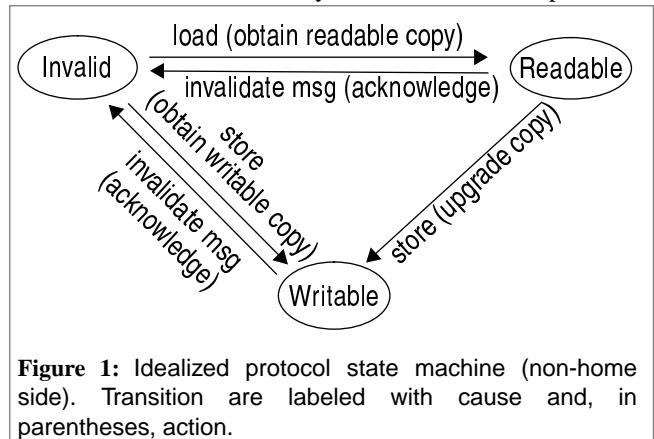 Invalid
load (obtain readable copy)
invalidate msg (acknowledge)
Readable
store
(obtain writable copy)
invalidate msg
(acknowledge)
store (upgrade copy)
Writable
Figure 1: Idealized protocol state machine (non-home
side). Transition are labeled with cause and, in
parentheses, action.